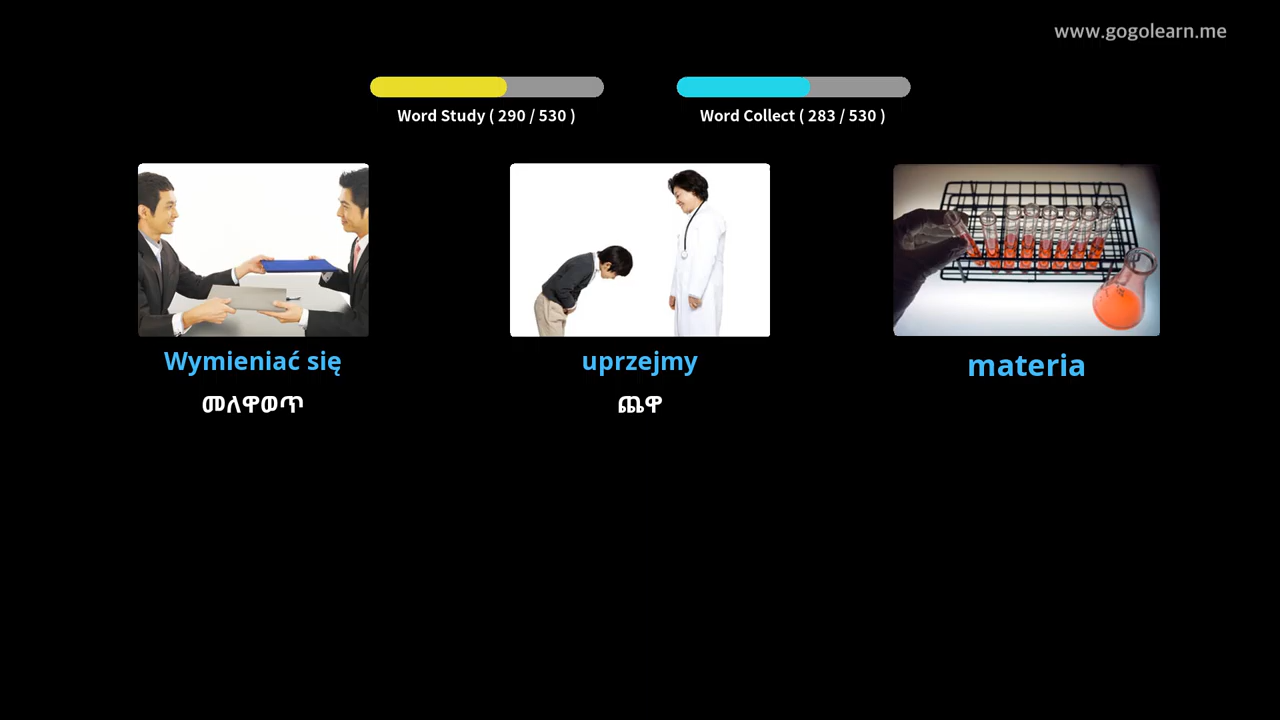 www.gogolearn.me
Word Study ( 290 / 530 )
Word Collect ( 283 / 530 )
Wymieniać się
uprzejmy
materia
መለዋወጥ
ጨዋ